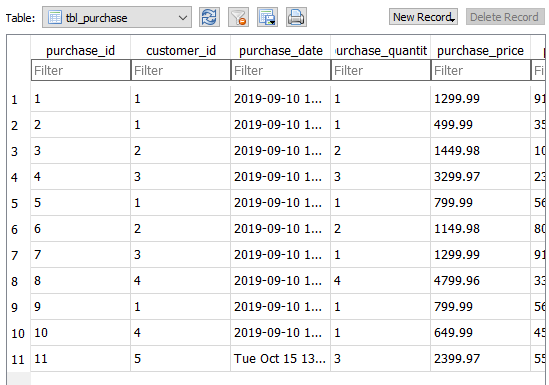 Table: tbl_purchase New Record Delete Record
purchase_id customer_id purchase_date purchase_price
Filter Filter Filter Filter Filter
1 1 1 2019-09-10 1... 1 1299.99 91
2 2 1 2019-09-10 1... 1 499.99 35
3 3 2 2019-09-10 1... 2 1449.98 10
4 4 3 2019-09-10 1... 3 3299.97 23
5 5 1 2019-09-10 1... 1 799.99 56
6 6 2 2019-09-10 1... 2 1149.98 80
7 7 3 2019-09-10 1... 1 1299.99 91
8 8 4 2019-09-10 1... 4 4799.96 33
9 9 1 2019-09-10 1... 1 799.99 56
10 10 4 2019-09-10 1... 1 649.99 45
11 11 5 Tue Oct 15 13... 3 2399.97 55